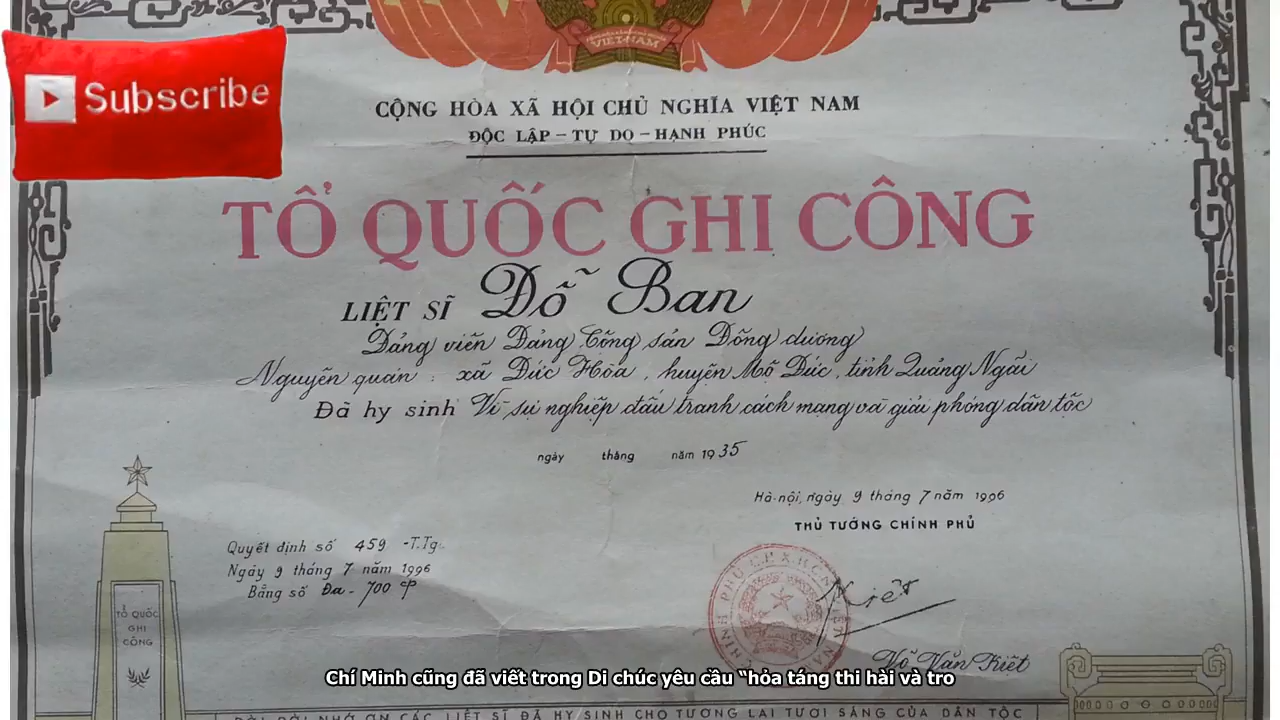 VIỆT-NAM
Subscribe
CỘNG HÒA XÃ HỘI CHỦ NGHĨA VIỆT NAM
ĐỘC LẬP – TỰ DO – HẠNH PHÚC
TỔ QUỐC GHI CÔNG
LIỆT SĨ Đỗ Ban
Đảng viên Đảng Cộng sản Đông dương
Nguyên quán : xã Đức Hòa, huyện Mộ Đức, tỉnh Quảng Ngãi
Đã hy sinh Vì sự nghiệp đấu tranh cách mạng và giải phóng dân tộc
ngày tháng năm 1935
Hà-nội, ngày 9 tháng 7 năm 1996
THỦ TƯỚNG CHÍNH PHỦ
Quyết định số 459 -T.Tg
Ngày 9 tháng 7 năm 1996
Bằng số Đa - 700 CP
TỔ QUỐC
GHI
CÔNG
Kiệt
Võ Văn Kiệt
Chí Minh cũng đã viết trong Di chúc yêu cầu “hỏa táng thi hài và tro
ĐỜI ĐỜI NHỚ ƠN CÁC LIỆT SĨ ĐÃ HY SINH CHO TƯƠNG LAI TƯƠI SÁNG CỦA DÂN TỘC